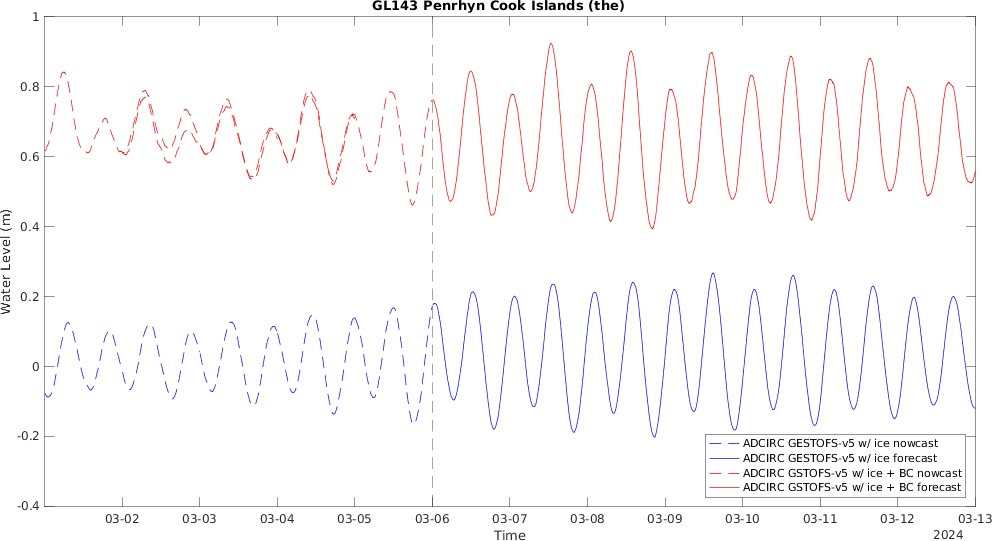 GL143 Penrhyn Cook Islands (the)
1
0.8
0.6
0.4
0.2
0
-0.2
-0.4
Water Level (m)
03-02 03-03 03-04 03-05 03-06 03-07 03-08 03-09 03-10 03-11 03-12 03-13
Time
2024
ADCIRC GESTOFS-v5 w/ ice nowcast
ADCIRC GESTOFS-v5 w/ ice forecast
ADCIRC GSTOFS-v5 w/ ice + BC nowcast
ADCIRC GSTOFS-v5 w/ ice + BC forecast